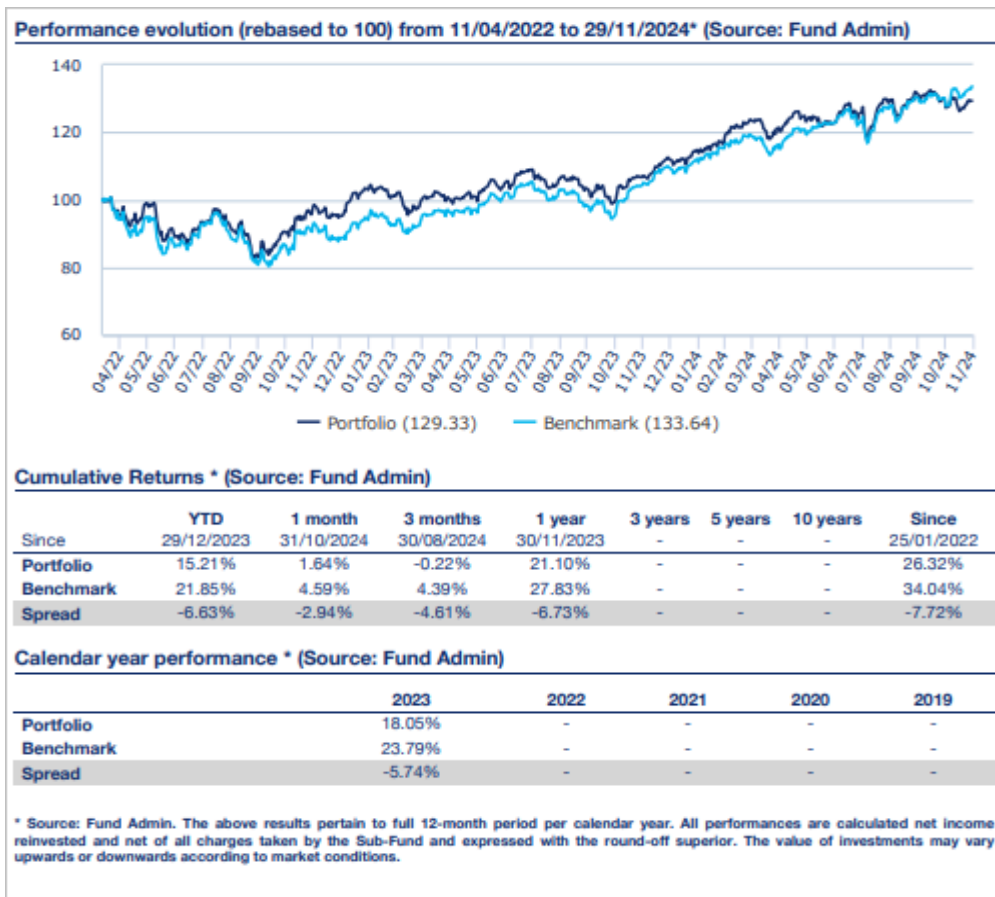 Performance evolution (rebased to 100) from 11/04/2022 to 29/11/2024* (Source: Fund Admin)
140
120
100
80
60
04/22 05/22 06/22 07/22 08/22 09/22 10/22 11/22 12/22 01/23 02/23 03/23 04/23 05/23 06/23 07/23 08/23 09/23 10/23 11/23 12/23 01/24 02/24 03/24 04/24 05/24 06/24 07/24 08/24 09/24 10/24 11/24
Portfolio (129.33) Benchmark (133.64)
Cumulative Returns * (Source: Fund Admin)
YTD 1 month 3 months 1 year 3 years 5 years 10 years Since
Since 29/12/2023 31/10/2024 30/08/2024 30/11/2023 - - - 25/01/2022
Portfolio 15.21% 1.64% -0.22% 21.10% - - - 26.32%
Benchmark 21.85% 4.59% 4.39% 27.83% - - - 34.04%
Spread -6.63% -2.94% -4.61% -6.73% - - - -7.72%
Calendar year performance * (Source: Fund Admin)
2023 2022 2021 2020 2019
Portfolio 18.05% - - - -
Benchmark 23.79% - - - -
Spread -5.74% - - - -
* Source: Fund Admin. The above results pertain to full 12-month period per calendar year. All performances are calculated net income
reinvested and net of all charges taken by the Sub-Fund and expressed with the round-off superior. The value of investments may vary
upwards or downwards according to market conditions.